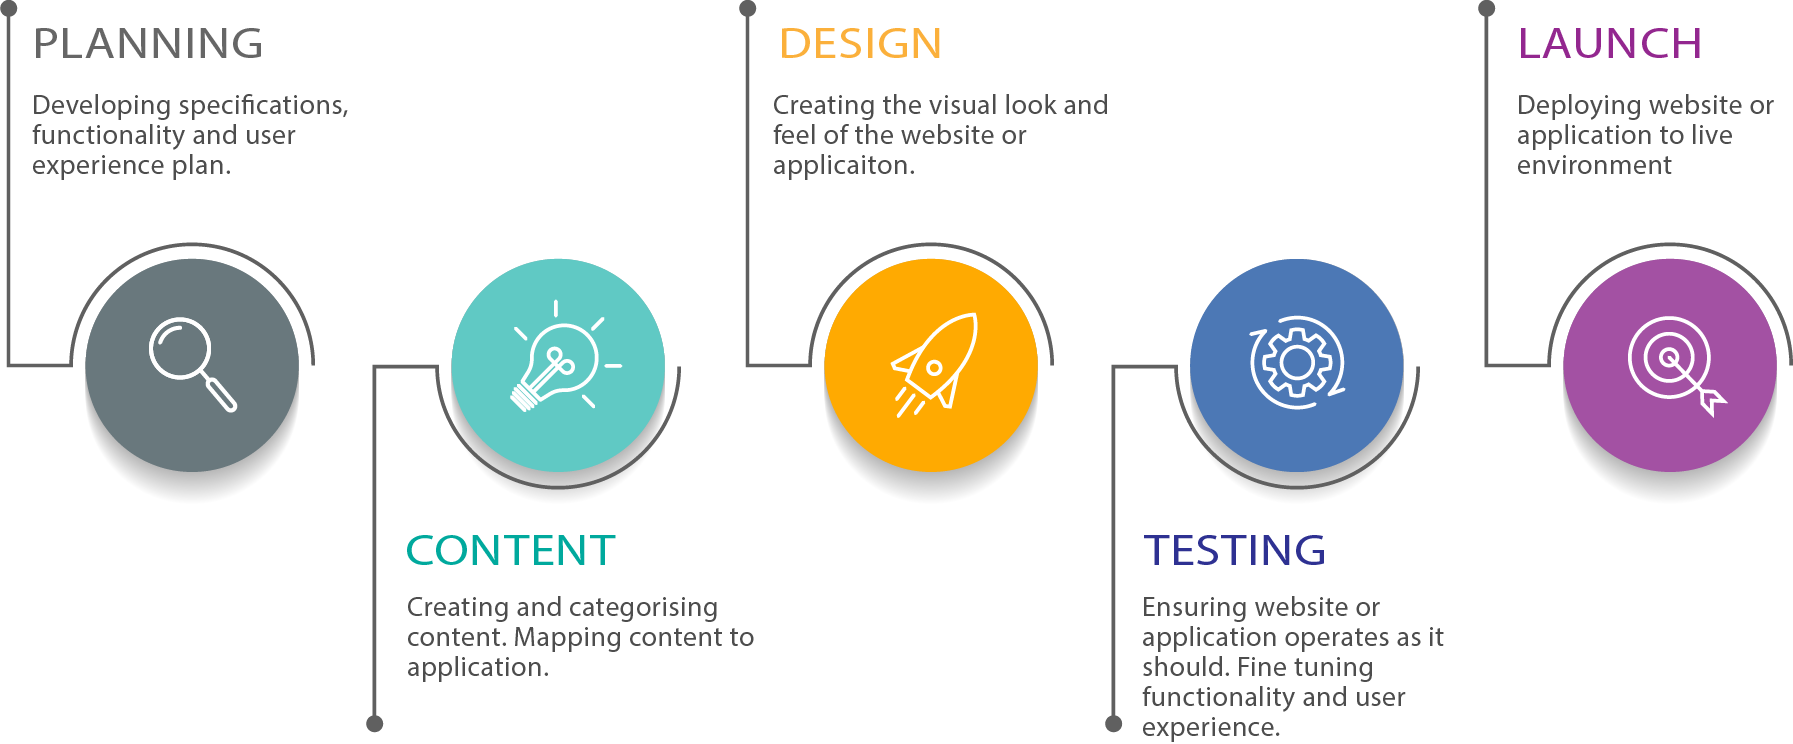 PLANNING
Developing specifications,
functionality and user
experience plan.
CONTENT
Creating and categorising
content. Mapping content to
application.
DESIGN
Creating the visual look and
feel of the website or
applicaiton.
TESTING
Ensuring website or
application operates as it
should. Fine tuning
functionality and user
experience.
LAUNCH
Deploying website or
application to live
environment